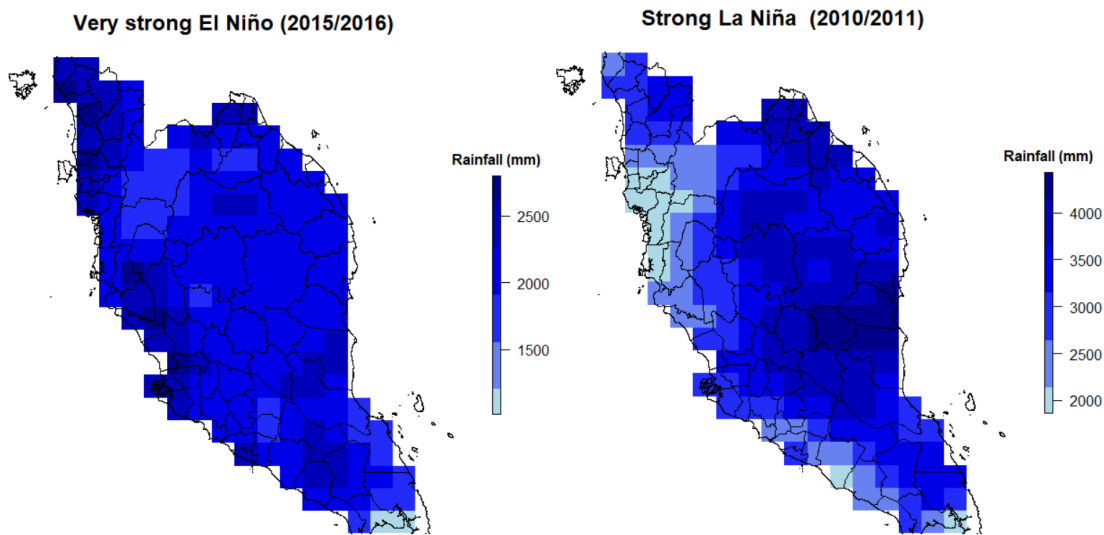 Very strong El Niño (2015/2016)
Strong La Niña (2010/2011)
Rainfall (mm)
2500
2000
1500
Rainfall (mm)
4000
3500
3000
2500
2000